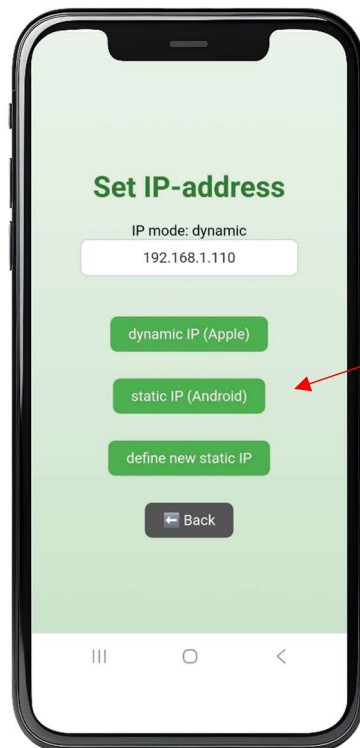 Set IP-address
IP mode: dynamic
192.168.1.110
dynamic IP (Apple)
static IP (Android)
define new static IP
Back